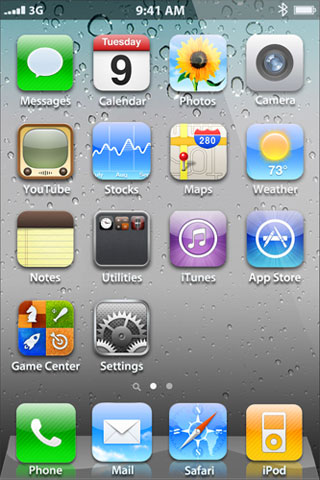 3G 9:41 AM
Tuesday
9
280
73°
Messages Calendar Photos Camera
YouTube Stocks Maps Weather
Notes Utilities iTunes App Store
Game Center Settings
Phone Mail Safari iPod